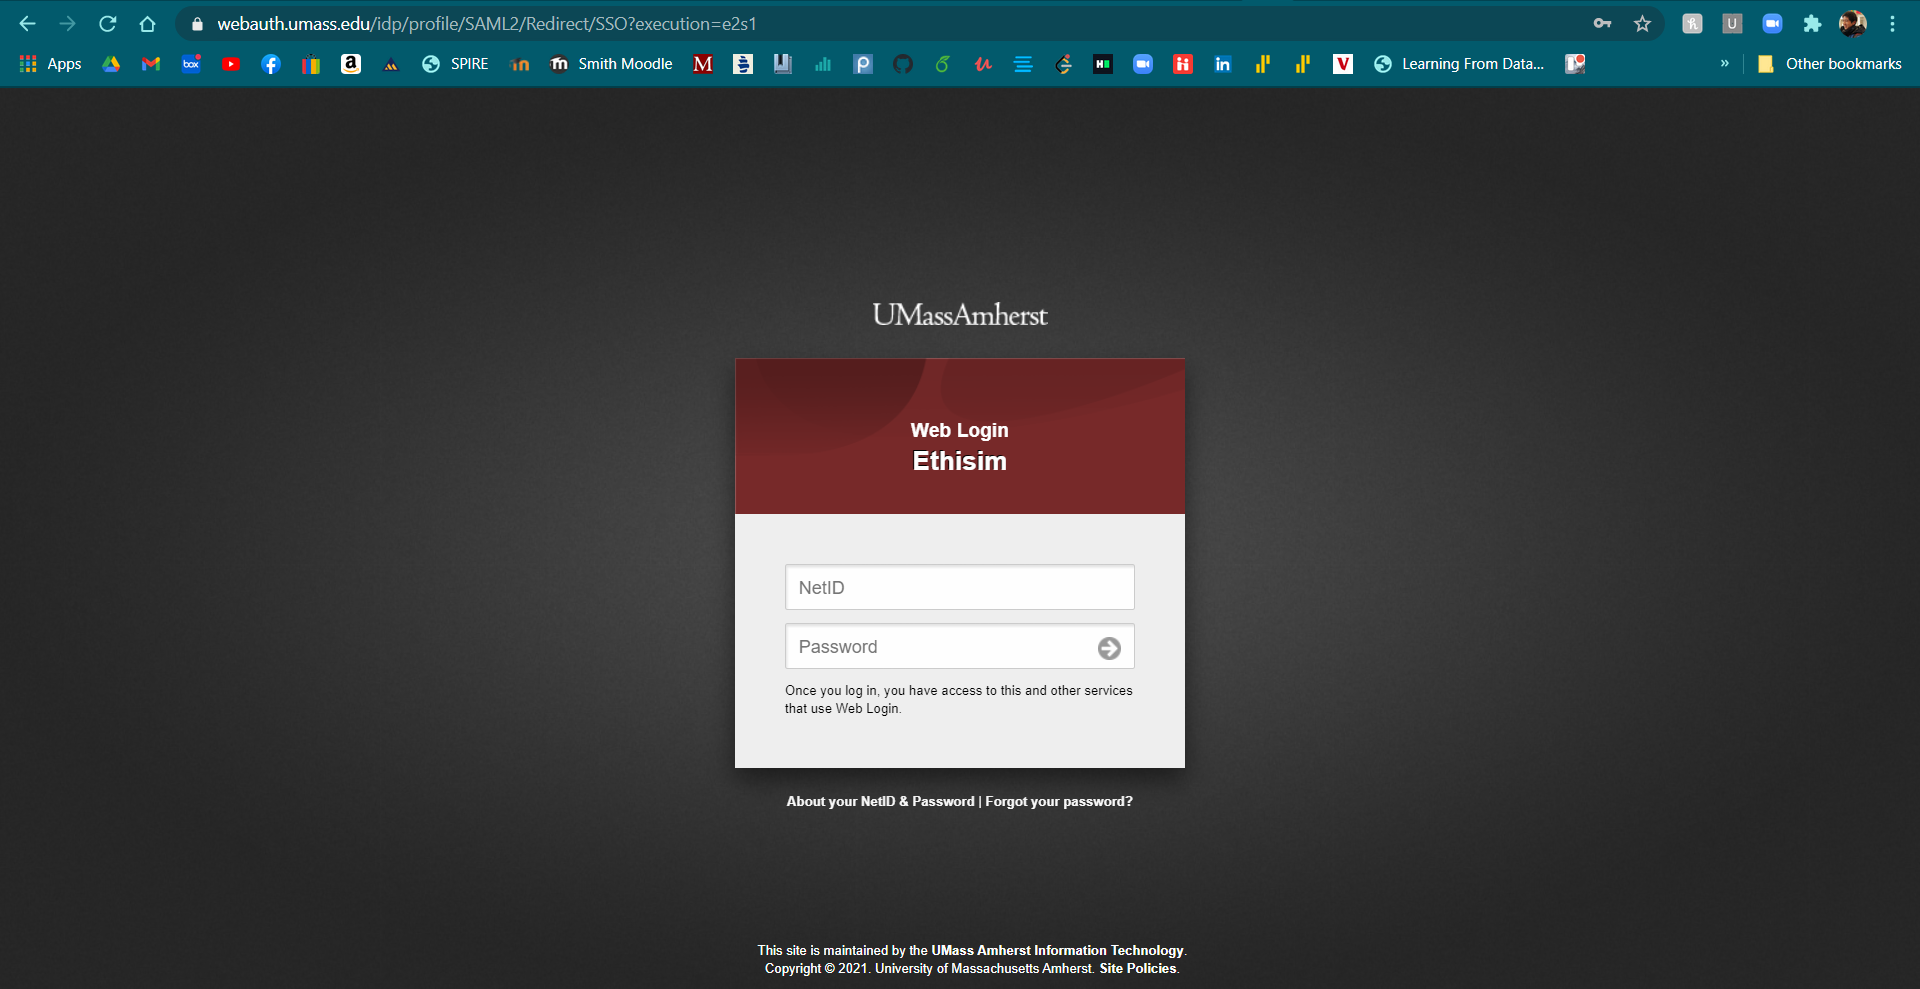 webauth.umass.edu/idp/profile/SAML2/Redirect/SSO?execution=e2s1
Apps
box
a
SPIRE
m
Smith Moodle
M
in
V
Learning From Data...
»
Other bookmarks
UMassAmherst
Web Login
Ethisim
NetID
Password
Once you log in, you have access to this and other services
that use Web Login.
About your NetID & Password | Forgot your password?
This site is maintained by the UMass Amherst Information Technology.
Copyright © 2021. University of Massachusetts Amherst. Site Policies.